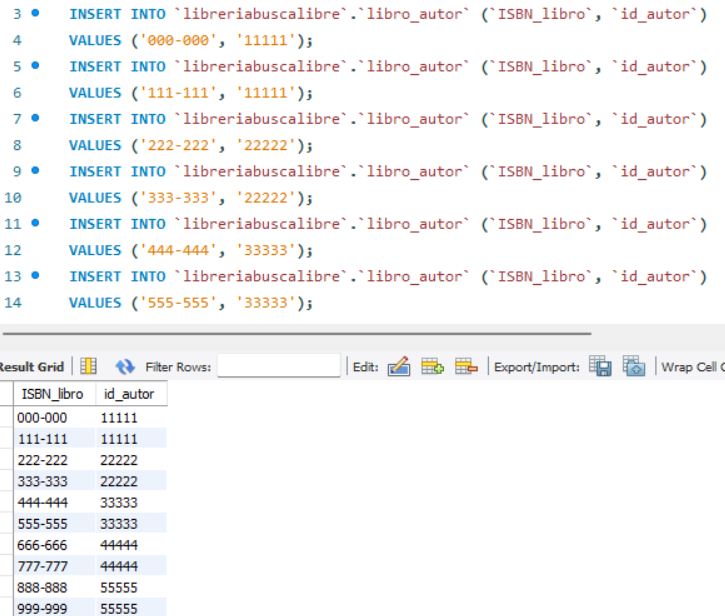 3 INSERT INTO `libreriabuscalibre`.`libro_autor` (`ISBN_libro`, `id_autor`)
4 VALUES ('000-000', '11111');
5 INSERT INTO `libreriabuscalibre`.`libro_autor` (`ISBN_libro`, `id_autor`)
6 VALUES ('111-111', '11111');
7 INSERT INTO `libreriabuscalibre`.`libro_autor` (`ISBN_libro`, `id_autor`)
8 VALUES ('222-222', '22222');
9 INSERT INTO `libreriabuscalibre`.`libro_autor` (`ISBN_libro`, `id_autor`)
10 VALUES ('333-333', '22222');
11 INSERT INTO `libreriabuscalibre`.`libro_autor` (`ISBN_libro`, `id_autor`)
12 VALUES ('444-444', '33333');
13 INSERT INTO `libreriabuscalibre`.`libro_autor` (`ISBN_libro`, `id_autor`)
14 VALUES ('555-555', '33333');
Result Grid Filter Rows: Edit: Export/Import: Wrap Cell C
ISBN_libro id_autor
000-000 11111
111-111 11111
222-222 22222
333-333 22222
444-444 33333
555-555 33333
666-666 44444
777-777 44444
888-888 55555
999-999 55555